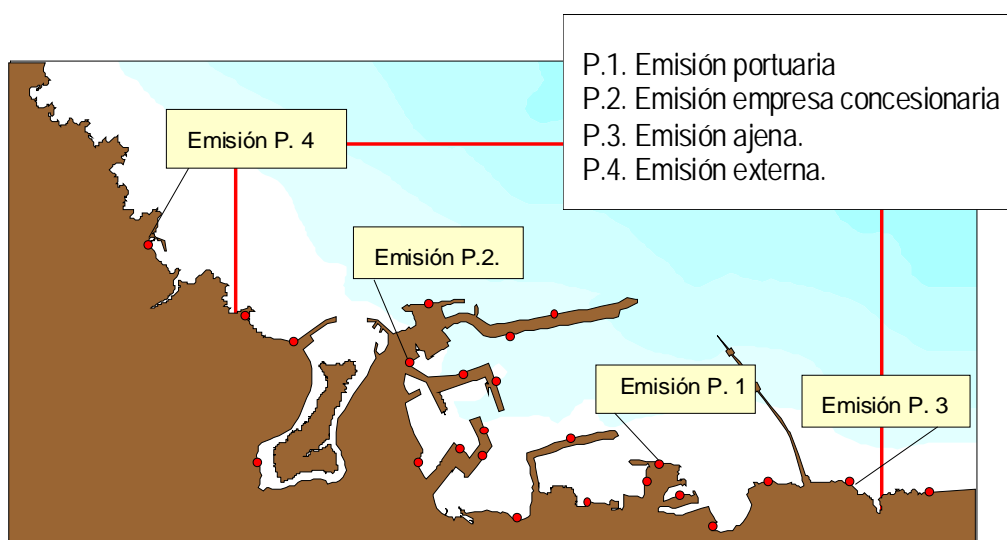 P.1. Emisión portuaria
P.2. Emisión empresa concesionaria
P.3. Emisión ajena.
P.4. Emisión externa.
Emisión P. 4
Emisión P.2.
Emisión P. 1
Emisión P. 3